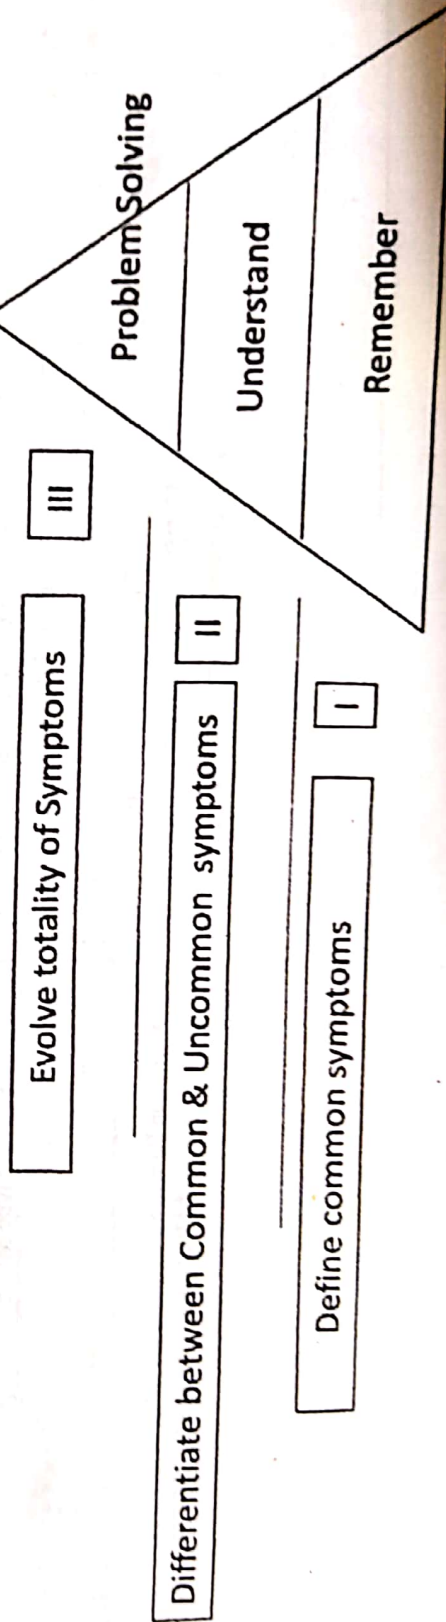 Evolve totality of Symptoms
III
Problem Solving
Differentiate between Common & Uncommon symptoms
II
Understand
Define common symptoms
I
Remember